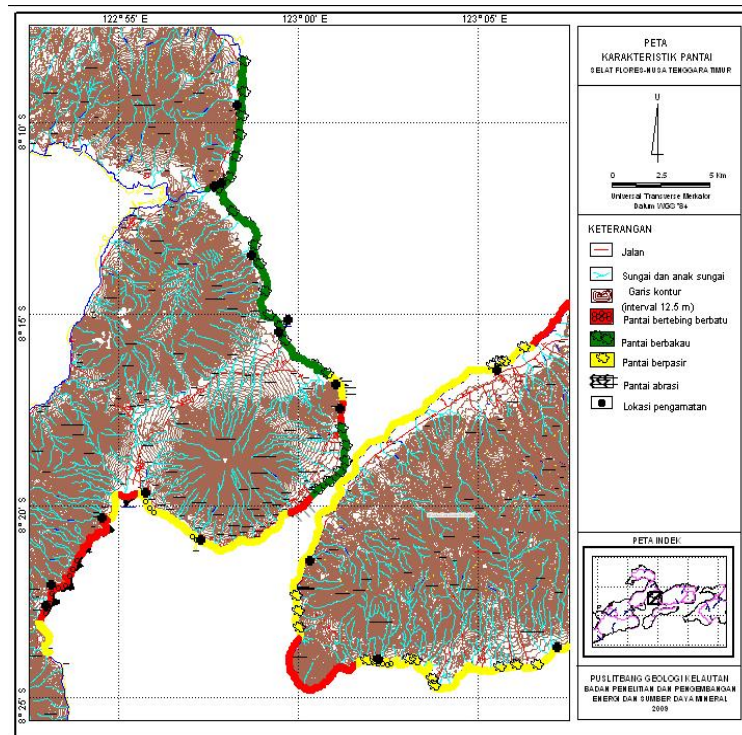 122° 55' E 123° 00' E 123° 05' E
8° 10' S
8° 15' S
8° 20' S
8° 25' S
PETA
KARAKTERISTIK PANTAI
SELAT FLORES-NUSA TENGGARA TIMUR
U
0 2.5 5 Km
Universal Transverse Merkator
Datum WGC '84
KETERANGAN
Jalan
Sungai dan anak sungai
Garis kontur
(interval 12.5 m)
Pantai bertebing berbatu
Pantai berbakau
Pantai berpasir
Pantai abrasi
Lokasi pengamatan
PETA INDEK
PUSLITBANG GEOLOGI KELAUTAN
BADAN PENELITIAN DAN PENGEMBANGAN
ENERGI DAN SUMBER DAYA MINERAL
2009